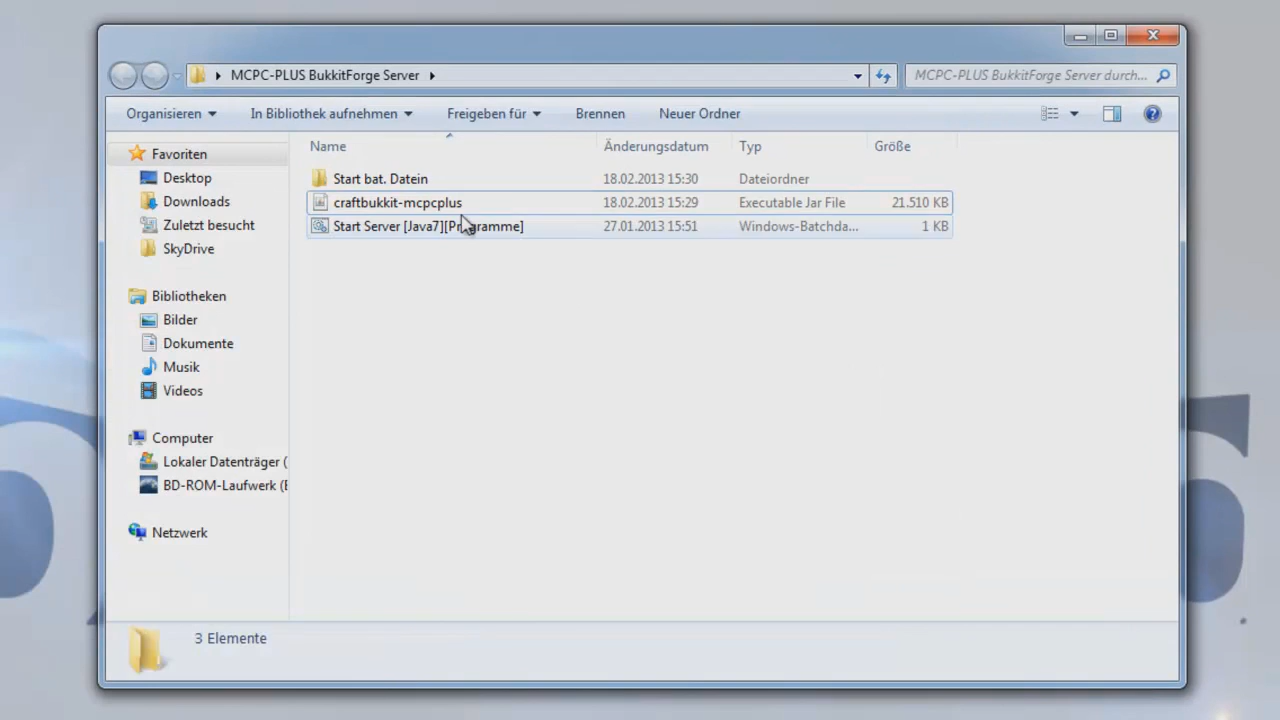 MCPC-PLUS BukkitForge Server
MCPC-PLUS BukkitForge Server durch...
Organisieren
In Bibliothek aufnehmen
Freigeben für
Brennen
Neuer Ordner
Favoriten
Desktop
Downloads
Zuletzt besucht
SkyDrive
Bibliotheken
Bilder
Dokumente
Musik
Videos
Computer
Lokaler Datenträger (
BD-ROM-Laufwerk (E
Netzwerk
Name Änderungsdatum Typ Größe
Start bat. Datein 18.02.2013 15:30 Dateiordner
craftbukkit-mcpcplus 18.02.2013 15:29 Executable Jar File 21.510 KB
Start Server [Java7][Programme] 27.01.2013 15:51 Windows-Batchda... 1 KB
3 Elemente